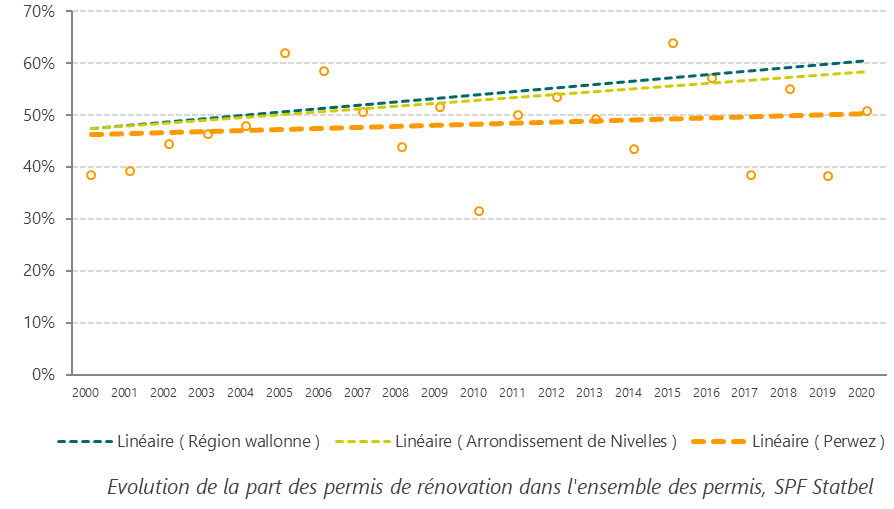 70%
60%
50%
40%
30%
20%
10%
0%
2000 2001 2002 2003 2004 2005 2006 2007 2008 2009 2010 2011 2012 2013 2014 2015 2016 2017 2018 2019 2020
Linéaire ( Région wallonne ) Linéaire ( Arrondissement de Nivelles ) Linéaire ( Perwez )
Evolution de la part des permis de rénovation dans l'ensemble des permis, SPF Statbel